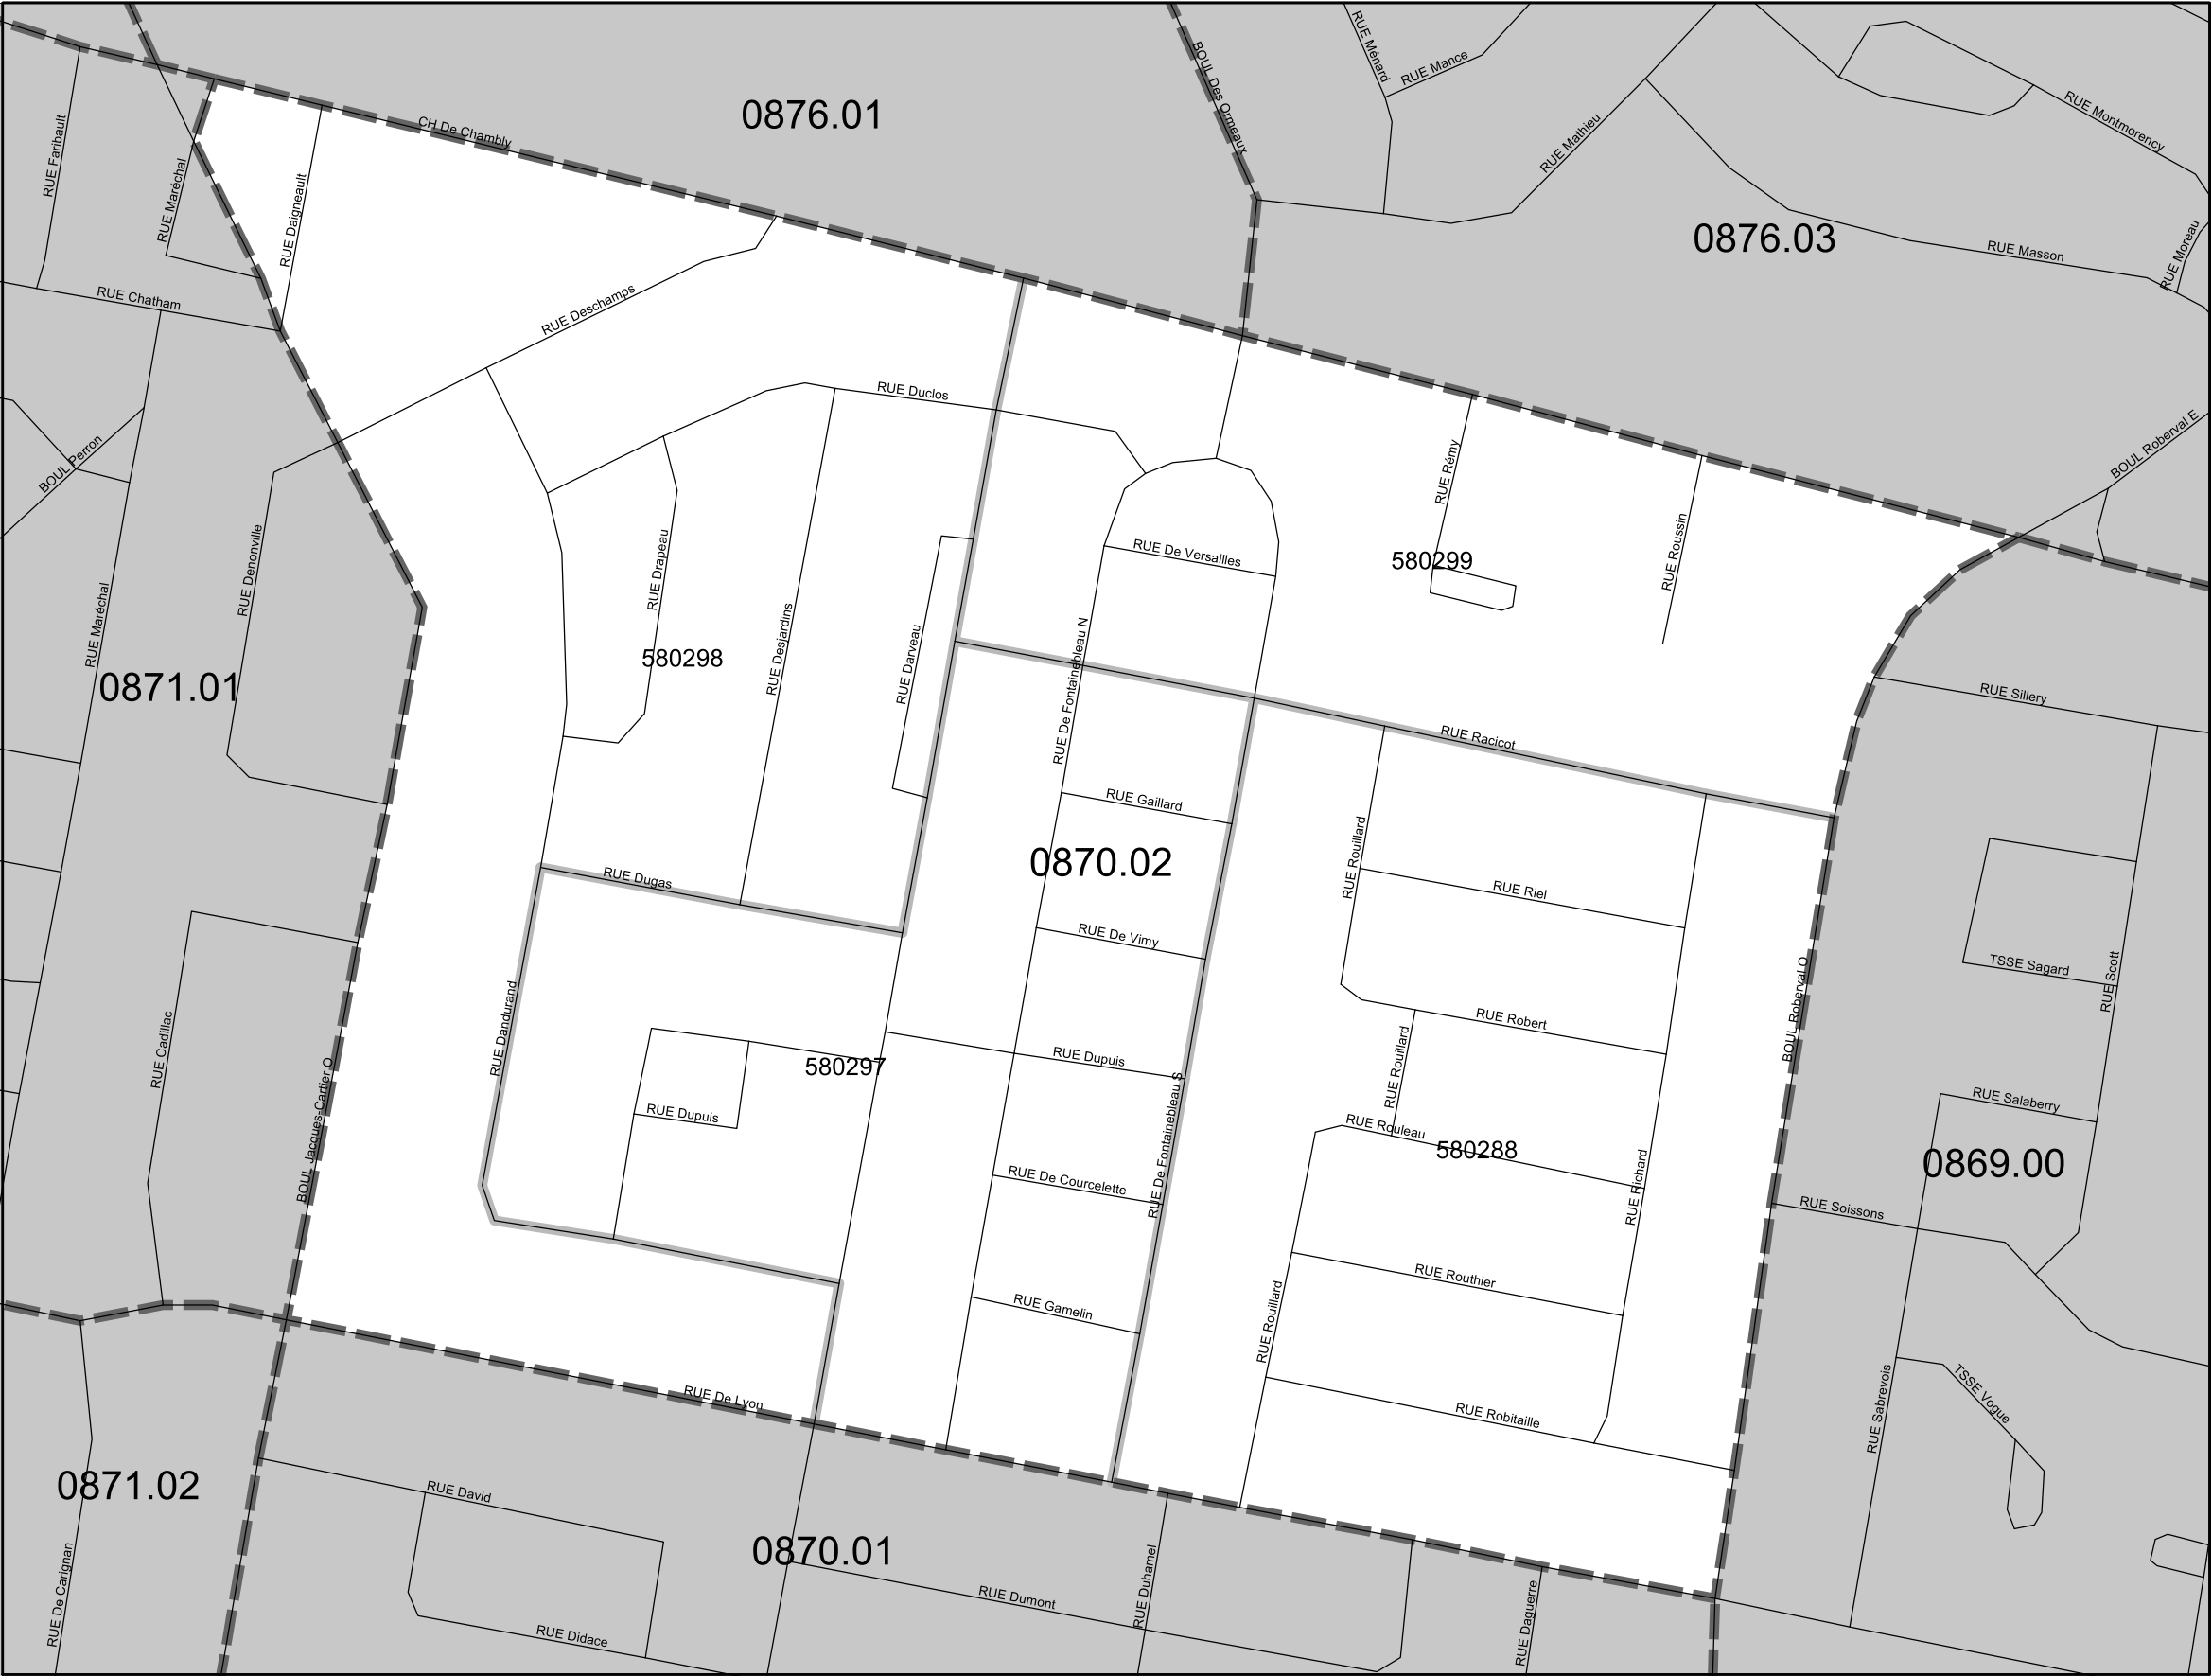 BOUL Des Ormeaux
RUE Ménard
RUE Mance
RUE Mathieu
RUE Montmorency
RUE Masson
RUE Moreau
0876.01
0876.03
CH De Chambly
RUE Faribault
RUE Maréchal
RUE Daigneault
RUE Chatham
RUE Deschamps
BOUL Perron
RUE Duclos
RUE Denonville
RUE Drapeau
RUE De Versailles
RUE Rémy
RUE Roussin
BOUL Roberval E
580299
RUE Maréchal
580298
RUE Desjardins
RUE Darveau
RUE De Fontainebleau N
0871.01
RUE Sillery
RUE Racicot
RUE Gaillard
RUE Rouillard
0870.02
RUE Dugas
RUE Riel
RUE De Vimy
TSSE Sagard
RUE Scott
RUE Cadillac
RUE Dandurand
BOUL Roberval O
RUE Robert
RUE Dupuis
RUE Rouillard
580297
BOUL Jacques-Cartier O
RUE Dupuis
RUE De Fontainebleau S
RUE Rouleau
580288
RUE Salaberry
0869.00
RUE De Courcelette
RUE Richard
RUE Soissons
RUE Routhier
RUE Gamelin
RUE Rouillard
RUE De Lyon
RUE Robitaille
RUE Sabrevois
TSSE Vogue
0871.02
RUE David
0870.01
RUE De Carignan
RUE Didace
RUE Dumont
RUE Duhamel
RUE Daguerre